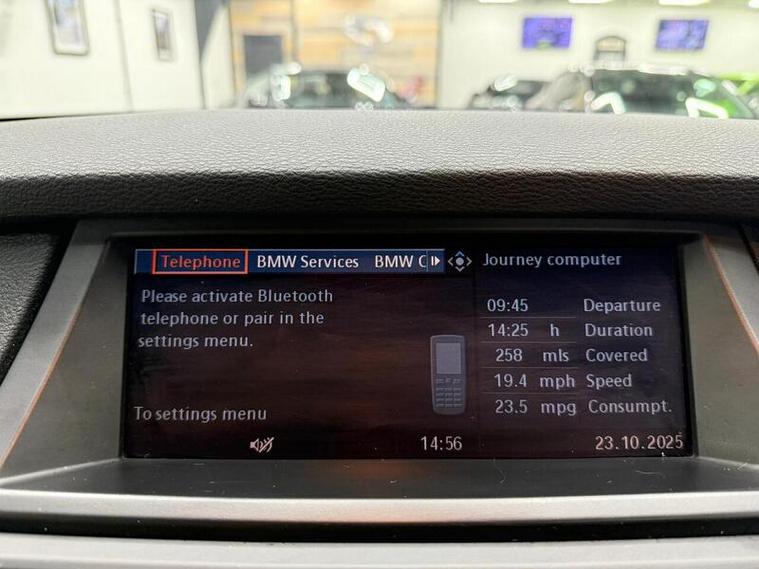 Telephone BMW Services BMW C
Please activate Bluetooth
telephone or pair in the
settings menu.
To settings menu
Journey computer
09:45 Departure
14:25 h Duration
258 mls Covered
19.4 mph Speed
23.5 mpg Consumpt.
14:56
23.10.2025